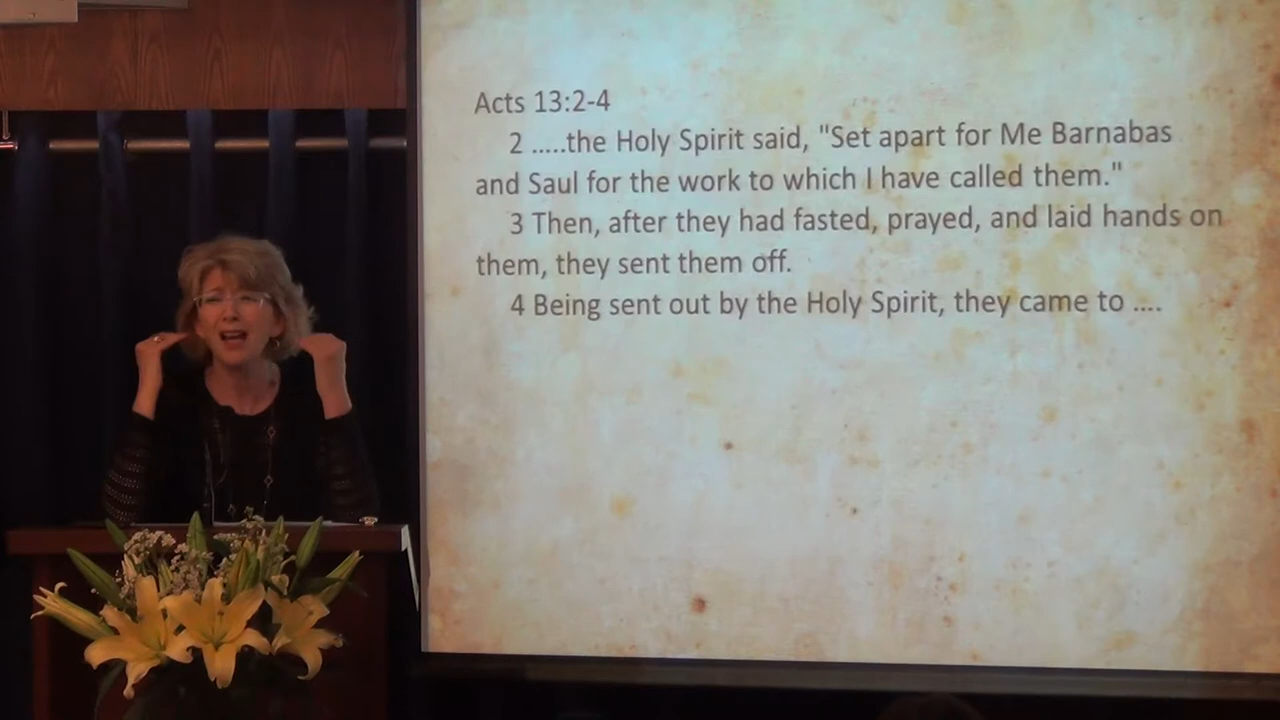 Acts 13:2-4
2 .....the Holy Spirit said, "Set apart for Me Barnabas
and Saul for the work to which I have called them."
3 Then, after they had fasted, prayed, and laid hands on
them, they sent them off.
4 Being sent out by the Holy Spirit, they came to ....